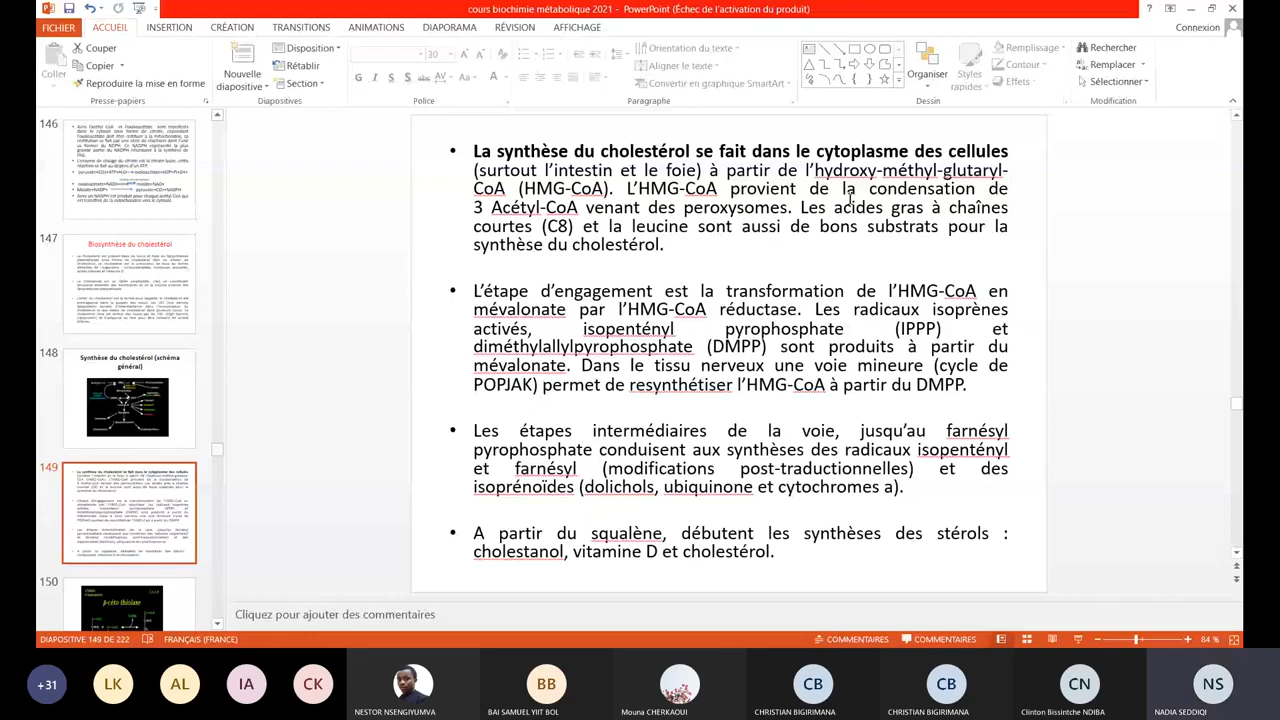 cours biochimie métabolique 2021 - PowerPoint (Échec de l'activation du produit)
FICHIER ACCUEIL INSERTION CRÉATION TRANSITIONS ANIMATIONS DIAPORAMA RÉVISION AFFICHAGE Connexion
Coller
Couper
Copier
Reproduire la mise en forme
Presse-papiers
Nouvelle
diapositive
Disposition
Rétablir
Section
Diapositives
30
G I S S abc AV Aa A
Police
Orientation du texte
Aligner le texte
Convertir en graphique SmartArt
Paragraphe
Organiser
Styles
rapides
Remplissage
Contour
Effets
Dessin
Rechercher
Remplacer
Sélectionner
Modification
146
147
Biosynthèse du cholestérol
148
Synthèse du cholestérol (schéma
général)
149
150
β-céto thiolase
• La synthèse du cholestérol se fait dans le cytoplasme des cellules
(surtout l'intestin et le foie) à partir de l'hydroxy-méthyl-glutaryl-
CoA (HMG-CoA). L'HMG-CoA provient de la condensation de
3 Acétyl-CoA venant des peroxysomes. Les acides gras à chaînes
courtes (C8) et la leucine sont aussi de bons substrats pour la
synthèse du cholestérol.
• L'étape d'engagement est la transformation de l'HMG-CoA en
mévalonate par l'HMG-CoA réductase. Les radicaux isoprènes
activés, isopentényl pyrophosphate (IPPP) et
diméthylallylpyrophosphate (DMPP) sont produits à partir du
mévalonate. Dans le tissu nerveux une voie mineure (cycle de
POPJAK) permet de resynthétiser l'HMG-CoA à partir du DMPP.
• Les étapes intermédiaires de la voie, jusqu'au farnésyl
pyrophosphate conduisent aux synthèses des radicaux isopentényl
et farnésyl (modifications post-traductionnelles) et des
isoprénoïdes (dolichols, ubiquinone et cytochromes a).
• A partir du squalène, débutent les synthèses des stérols :
cholestanol, vitamine D et cholestérol.
Cliquez pour ajouter des commentaires
DIAPOSITIVE 149 DE 222 FRANÇAIS (FRANCE) COMMENTAIRES COMMENTAIRES 84 %
+31 LK AL IA CK BB CB CB CN NS
NESTOR NSENGIYUMVA BAI SAMUEL YIIT BOL Mouna CHERKAOUI CHRISTIAN BIGIRIMANA CHRISTIAN BIGIRIMANA Clinton Bissintche NDIBA NADIA SEDDIQI